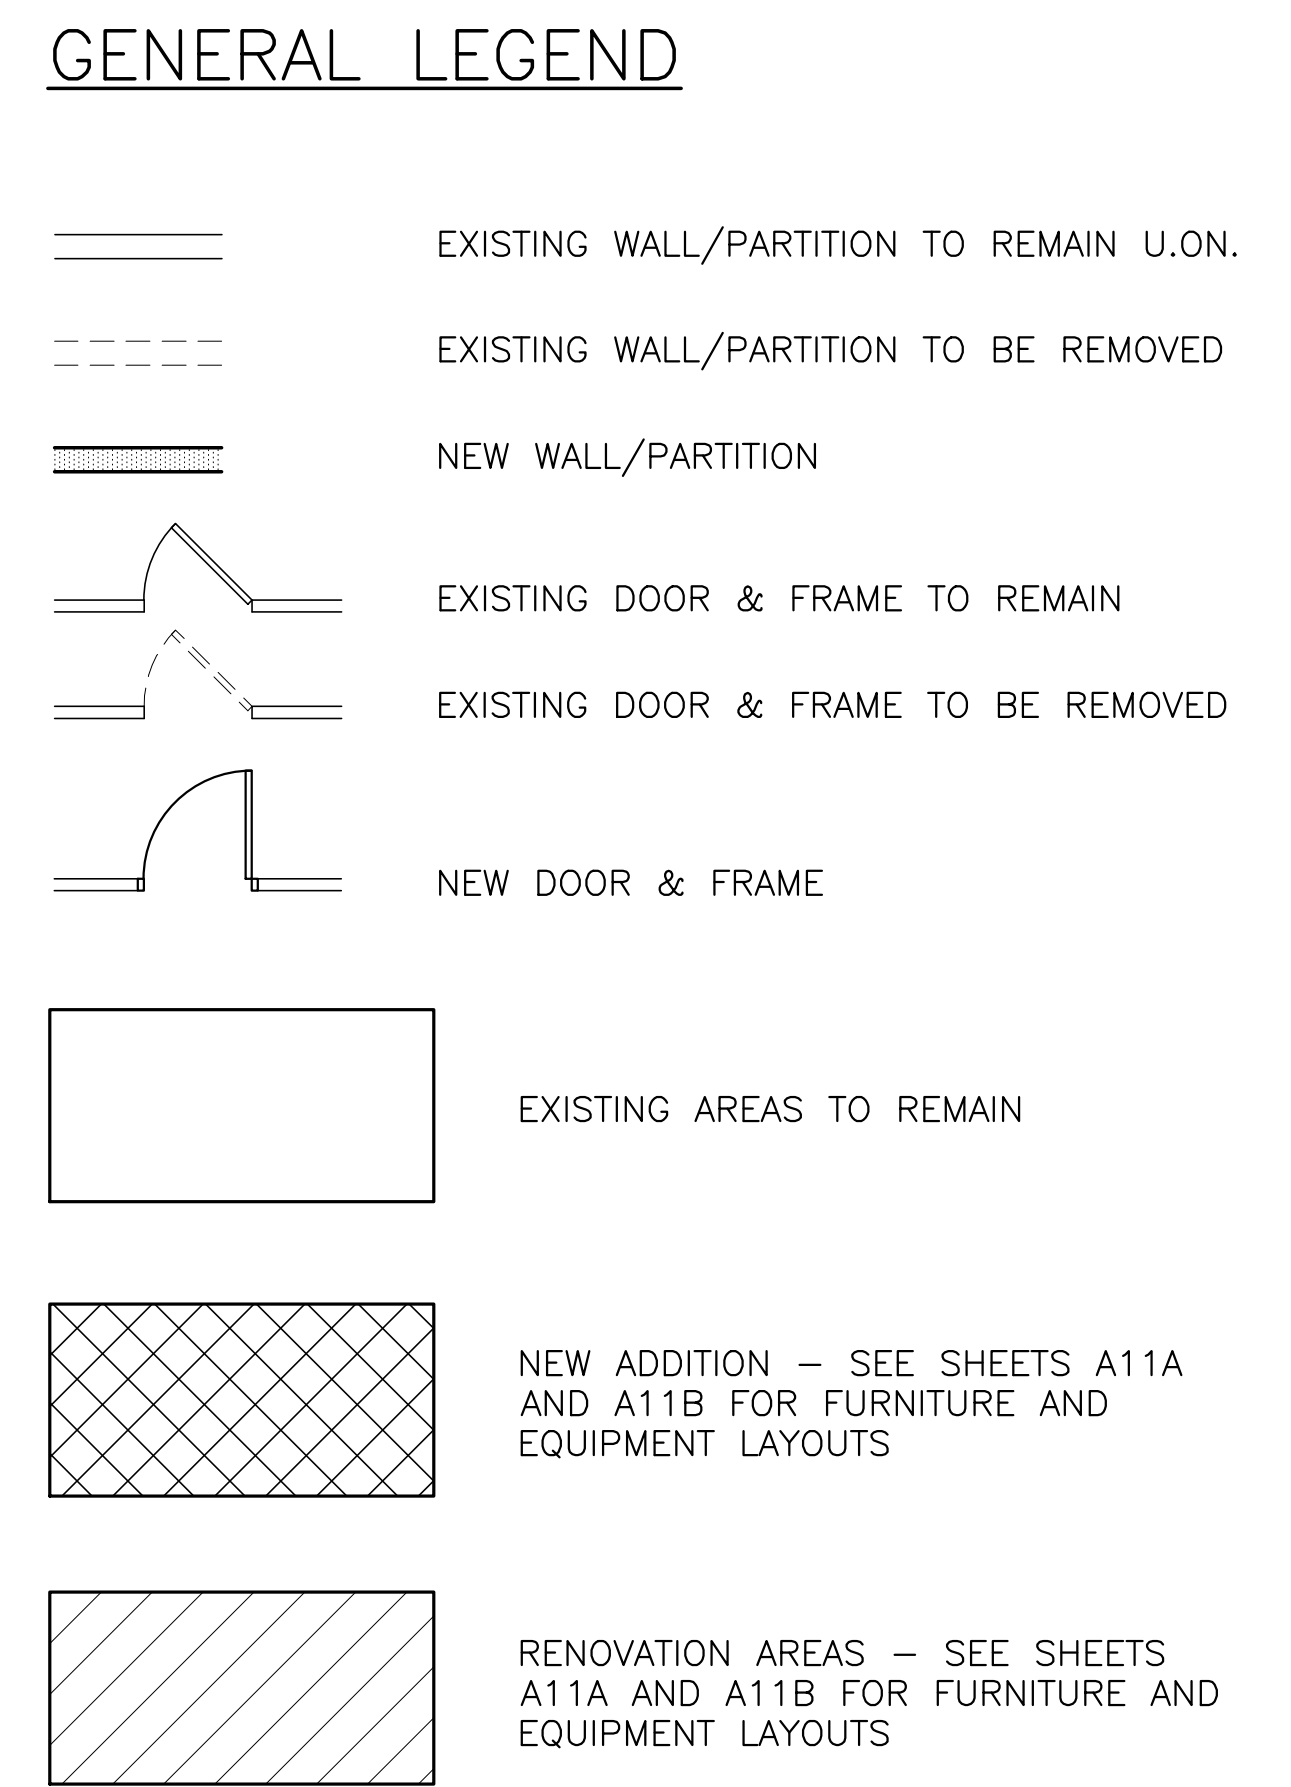 GENERAL LEGEND
EXISTING WALL/PARTITION TO REMAIN U.ON.
EXISTING WALL/PARTITION TO BE REMOVED
NEW WALL/PARTITION
EXISTING DOOR & FRAME TO REMAIN
EXISTING DOOR & FRAME TO BE REMOVED
NEW DOOR & FRAME
EXISTING AREAS TO REMAIN
NEW ADDITION – SEE SHEETS A11A
AND A11B FOR FURNITURE AND
EQUIPMENT LAYOUTS
RENOVATION AREAS – SEE SHEETS
A11A AND A11B FOR FURNITURE AND
EQUIPMENT LAYOUTS